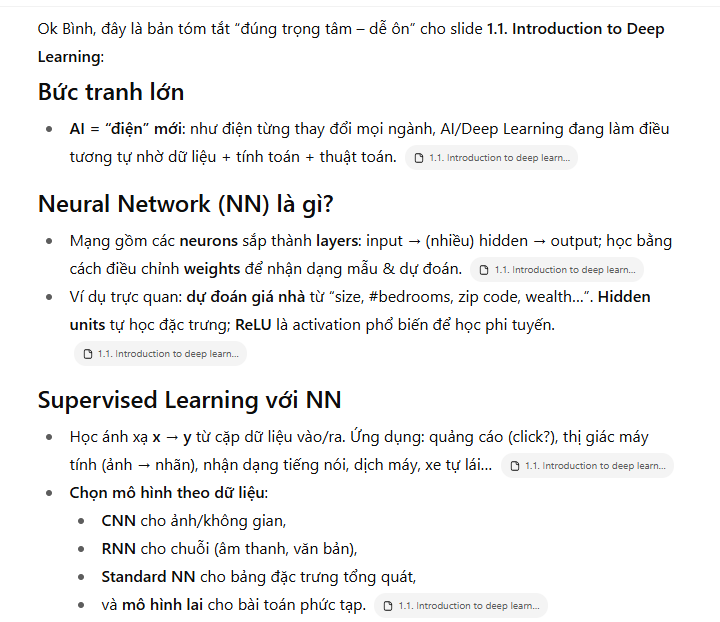 Ok Bình, đây là bản tóm tắt “đúng trọng tâm – dễ ôn” cho slide 1.1. Introduction to Deep
Learning:
Bức tranh lớn
• AI = “điện” mới: như điện từng thay đổi mọi ngành, AI/Deep Learning đang làm điều
tương tự nhờ dữ liệu + tính toán + thuật toán. 1.1. Introduction to deep learn...
Neural Network (NN) là gì?
• Mạng gồm các neurons sắp thành layers: input → (nhiều) hidden → output; học bằng
cách điều chỉnh weights để nhận dạng mẫu & dự đoán. 1.1. Introduction to deep learn...
• Ví dụ trực quan: dự đoán giá nhà từ “size, #bedrooms, zip code, wealth…”. Hidden
units tự học đặc trưng; ReLU là activation phổ biến để học phi tuyến.
1.1. Introduction to deep learn...
Supervised Learning với NN
• Học ánh xạ x → y từ cặp dữ liệu vào/ra. Ứng dụng: quảng cáo (click?), thị giác máy
tính (ảnh → nhãn), nhận dạng tiếng nói, dịch máy, xe tự lái… 1.1. Introduction to deep learn...
• Chọn mô hình theo dữ liệu:
• CNN cho ảnh/không gian,
• RNN cho chuỗi (âm thanh, văn bản),
• Standard NN cho bảng đặc trưng tổng quát,
• và mô hình lai cho bài toán phức tạp. 1.1. Introduction to deep learn...